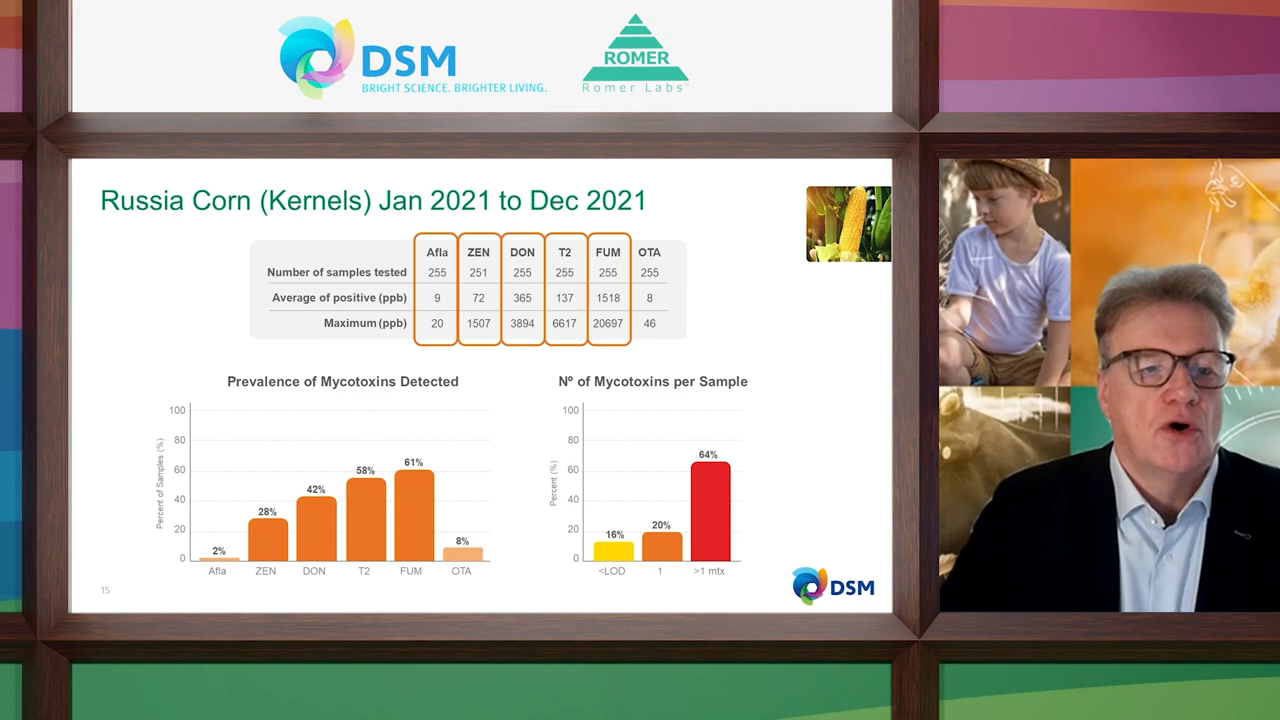 DSM
BRIGHT SCIENCE. BRIGHTER LIVING.
ROMER
Romer Labs®
Russia Corn (Kernels) Jan 2021 to Dec 2021
Afla ZEN DON T2 FUM OTA
Number of samples tested 255 251 255 255 255 255
Average of positive (ppb) 9 72 365 137 1518 8
Maximum (ppb) 20 1507 3894 6617 20697 46
Prevalence of Mycotoxins Detected
Percent of Samples (%)
100
80
60
40
20
0
2% 28% 42% 58% 61% 8%
Afla ZEN DON T2 FUM OTA
Nº of Mycotoxins per Sample
Percent (%)
100
80
60
40
20
0
16% 20% 64%
<LOD 1 >1 mtx
15
DSM